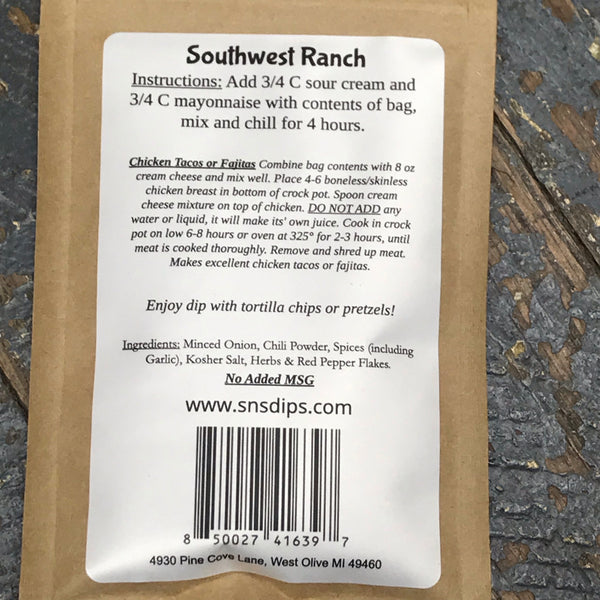 Southwest Ranch
Instructions: Add 3/4 C sour cream and
3/4 C mayonnaise with contents of bag,
mix and chill for 4 hours.
Chicken Tacos or Fajitas Combine bag contents with 8 oz
cream cheese and mix well. Place 4-6 boneless/skinless
chicken breast in bottom of crock pot. Spoon cream
cheese mixture on top of chicken. DO NOT ADD any
water or liquid, it will make its' own juice. Cook in crock
pot on low 6-8 hours or oven at 325° for 2-3 hours, until
meat is cooked thoroughly. Remove and shred up meat.
Makes excellent chicken tacos or fajitas.
Enjoy dip with tortilla chips or pretzels!
Ingredients: Minced Onion, Chili Powder, Spices (including
Garlic), Kosher Salt, Herbs & Red Pepper Flakes.
No Added MSG
www.snsdips.com
8 50027 41639 7
4930 Pine Cove Lane, West Olive MI 49460